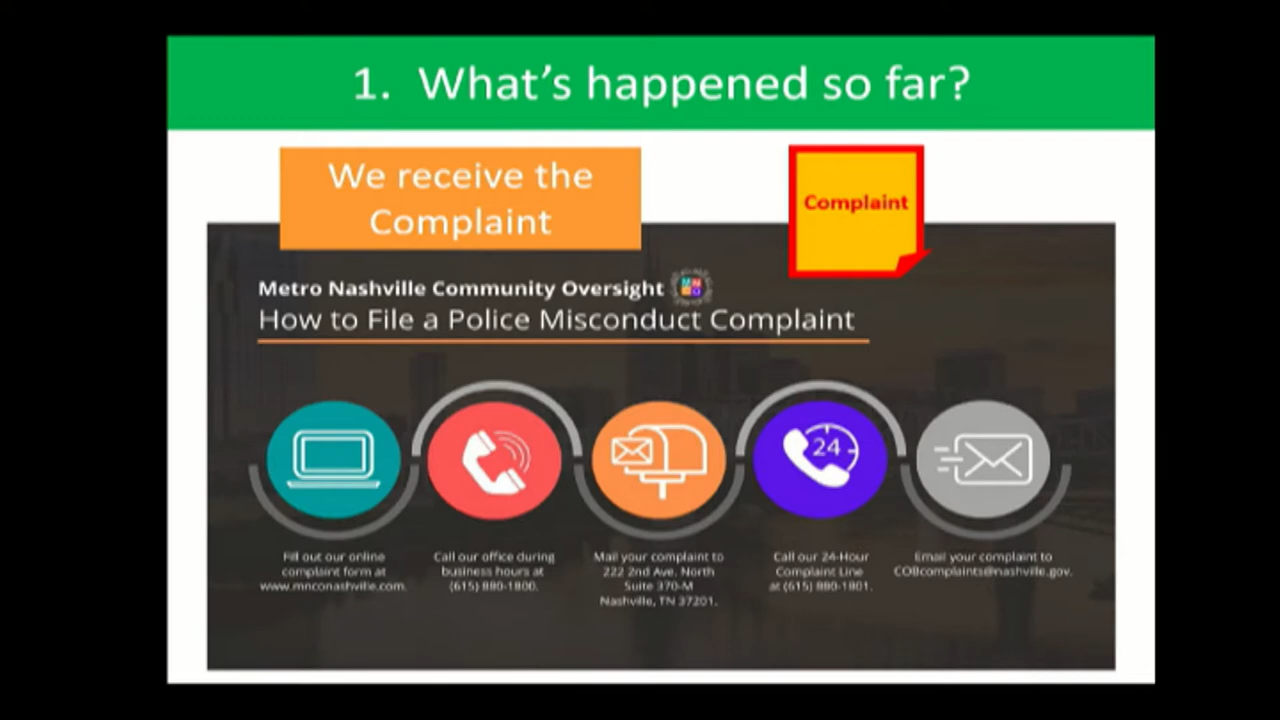 1. What's happened so far?
We receive the
Complaint
Complaint
Metro Nashville Community Oversight
How to File a Police Misconduct Complaint
24
Fill out our online
complaint form at
www.mnconashville.com.
Call our office during
business hours at
(615) 880-1800.
Mail your complaint to
222 2nd Ave. North
Suite 370-M
Nashville, TN 37201.
Call our 24-Hour
Complaint Line
at (615) 880-1801.
Email your complaint to
COBcomplaints@nashville.gov.